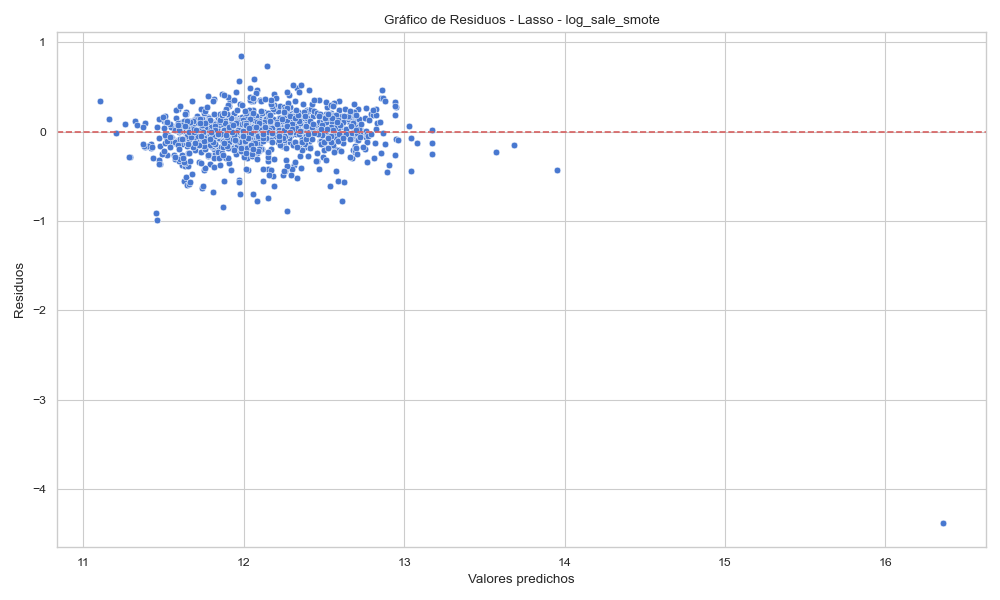 Gráfico de Residuos - Lasso - log_sale_smote
Residuos
1
0
−1
−2
−3
−4
11 12 13 14 15 16
Valores predichos